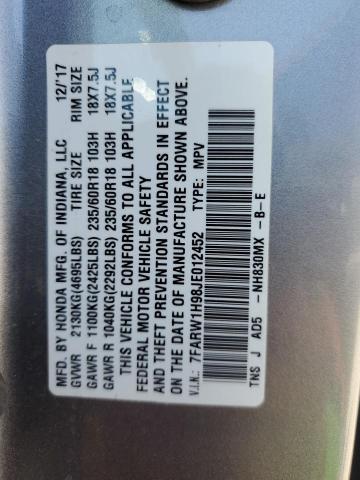 MFD. BY HONDA MFG. OF INDIANA, LLC 12/'17
GVWR 2130KG(4695LBS) TIRE SIZE RIM SIZE
GAWR F 1100KG(2425LBS) 235/60R18 103H 18X7.5J
GAWR R 1040KG(2292LBS) 235/60R18 103H 18X7.5J
THIS VEHICLE CONFORMS TO ALL APPLICABLE
FEDERAL MOTOR VEHICLE SAFETY
AND THEFT PREVENTION STANDARDS IN EFFECT
ON THE DATE OF MANUFACTURE SHOWN ABOVE.
V.I.N.: 7FARW1H98JE012452 TYPE: MPV
TNS J AD5 -NH830MX -B-E